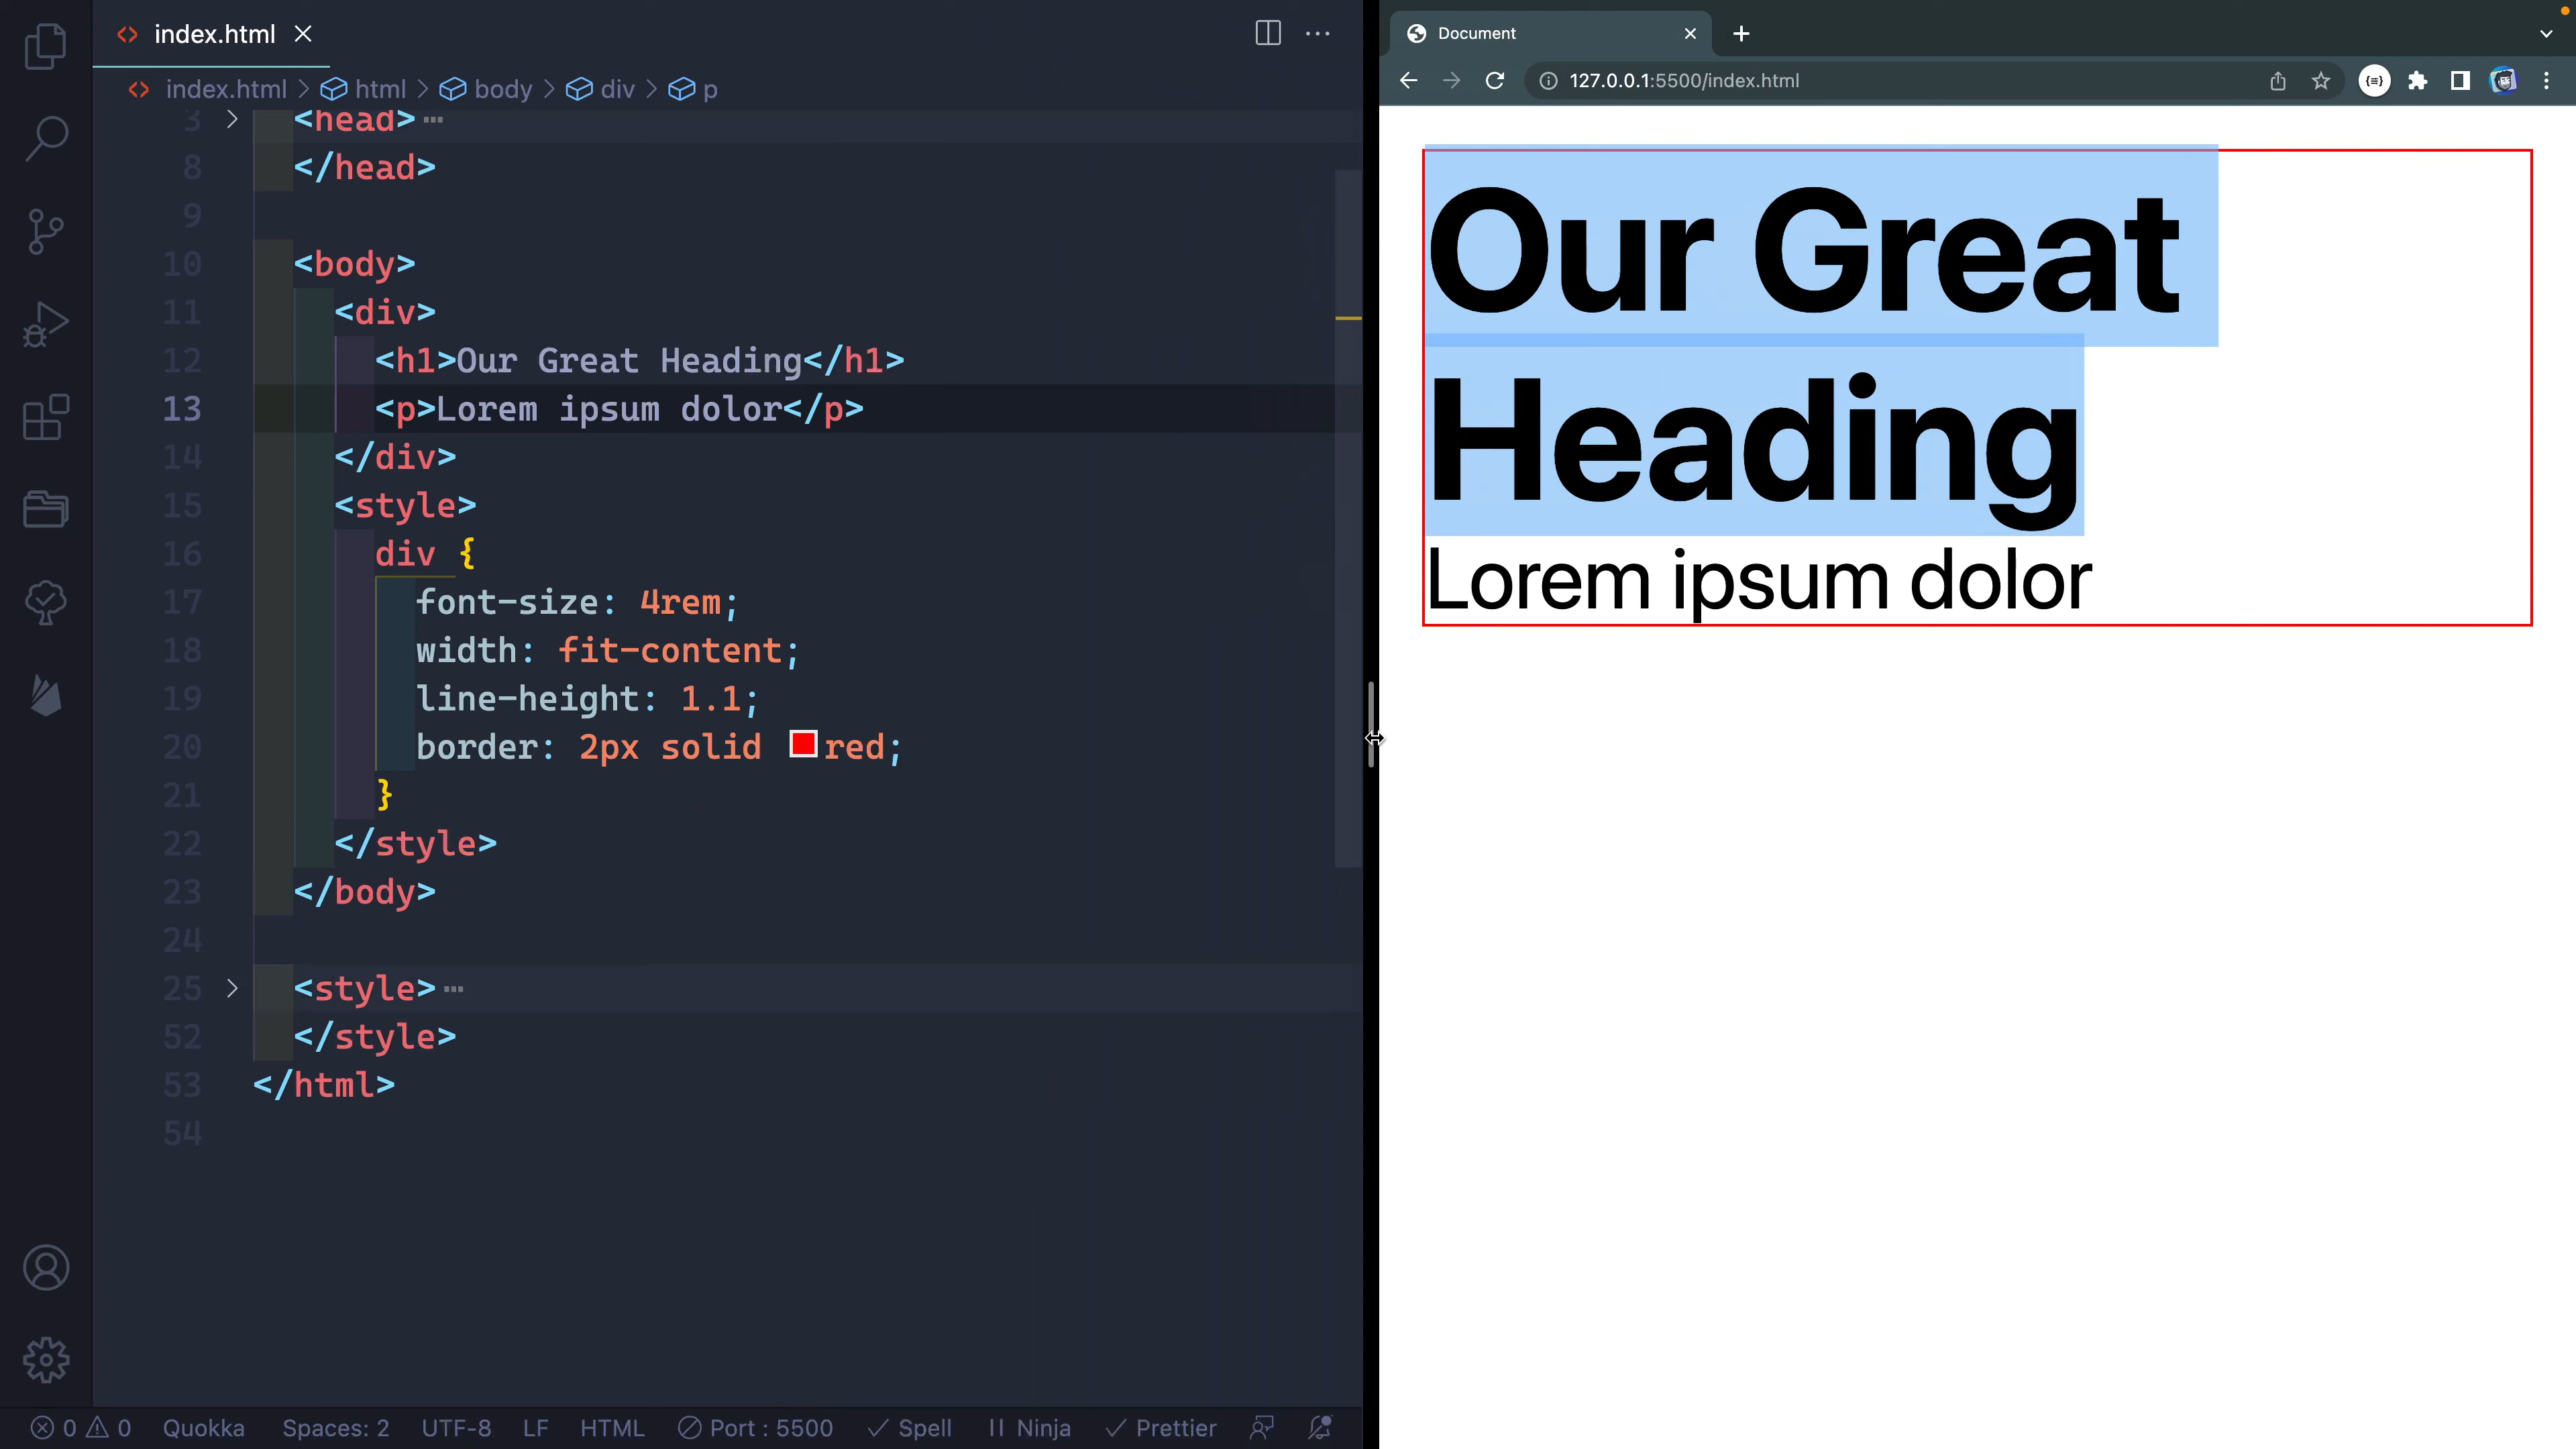 index.html
index.html > html > body > div > p
3 <head>
8 </head>
9
10 <body>
11 <div>
12 <h1>Our Great Heading</h1>
13 <p>Lorem ipsum dolor</p>
14 </div>
15 <style>
16 div {
17 font-size: 4rem;
18 width: fit-content;
19 line-height: 1.1;
20 border: 2px solid red;
21 }
22 </style>
23 </body>
24
25 <style>
52 </style>
53 </html>
54
0 0 Quokka Spaces: 2 UTF-8 LF HTML Port : 5500 Spell Ninja Prettier
Document
127.0.0.1:5500/index.html
Our Great
Heading
Lorem ipsum dolor